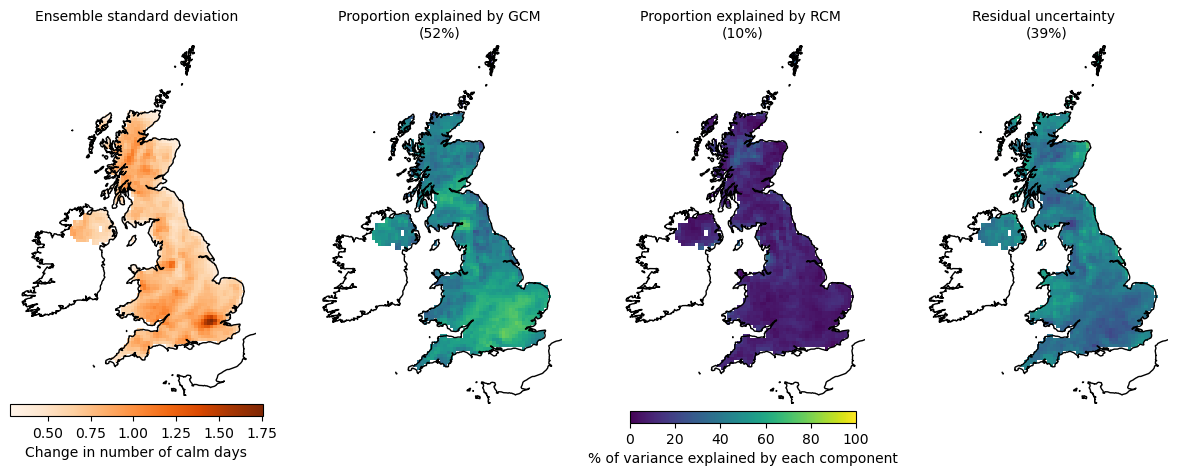 Ensemble standard deviation
Proportion explained by GCM
(52%)
Proportion explained by RCM
(10%)
Residual uncertainty
(39%)
0.50 0.75 1.00 1.25 1.50 1.75
Change in number of calm days
0 20 40 60 80 100
% of variance explained by each component